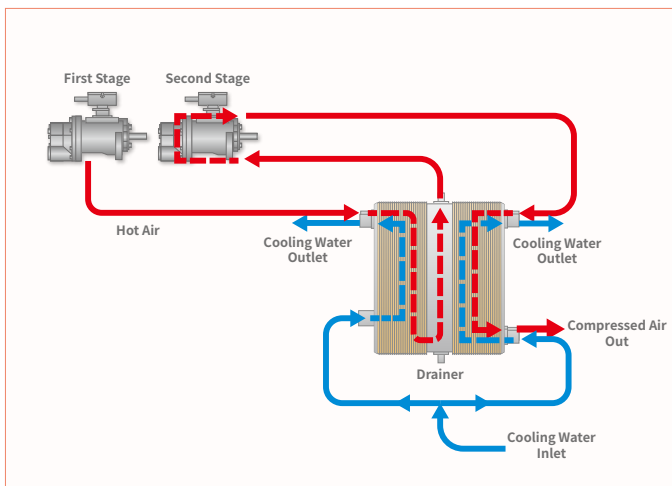 First Stage
Second Stage
Hot Air
Cooling Water
Outlet
Cooling Water
Outlet
Compressed Air
Out
Drainer
Cooling Water
Inlet